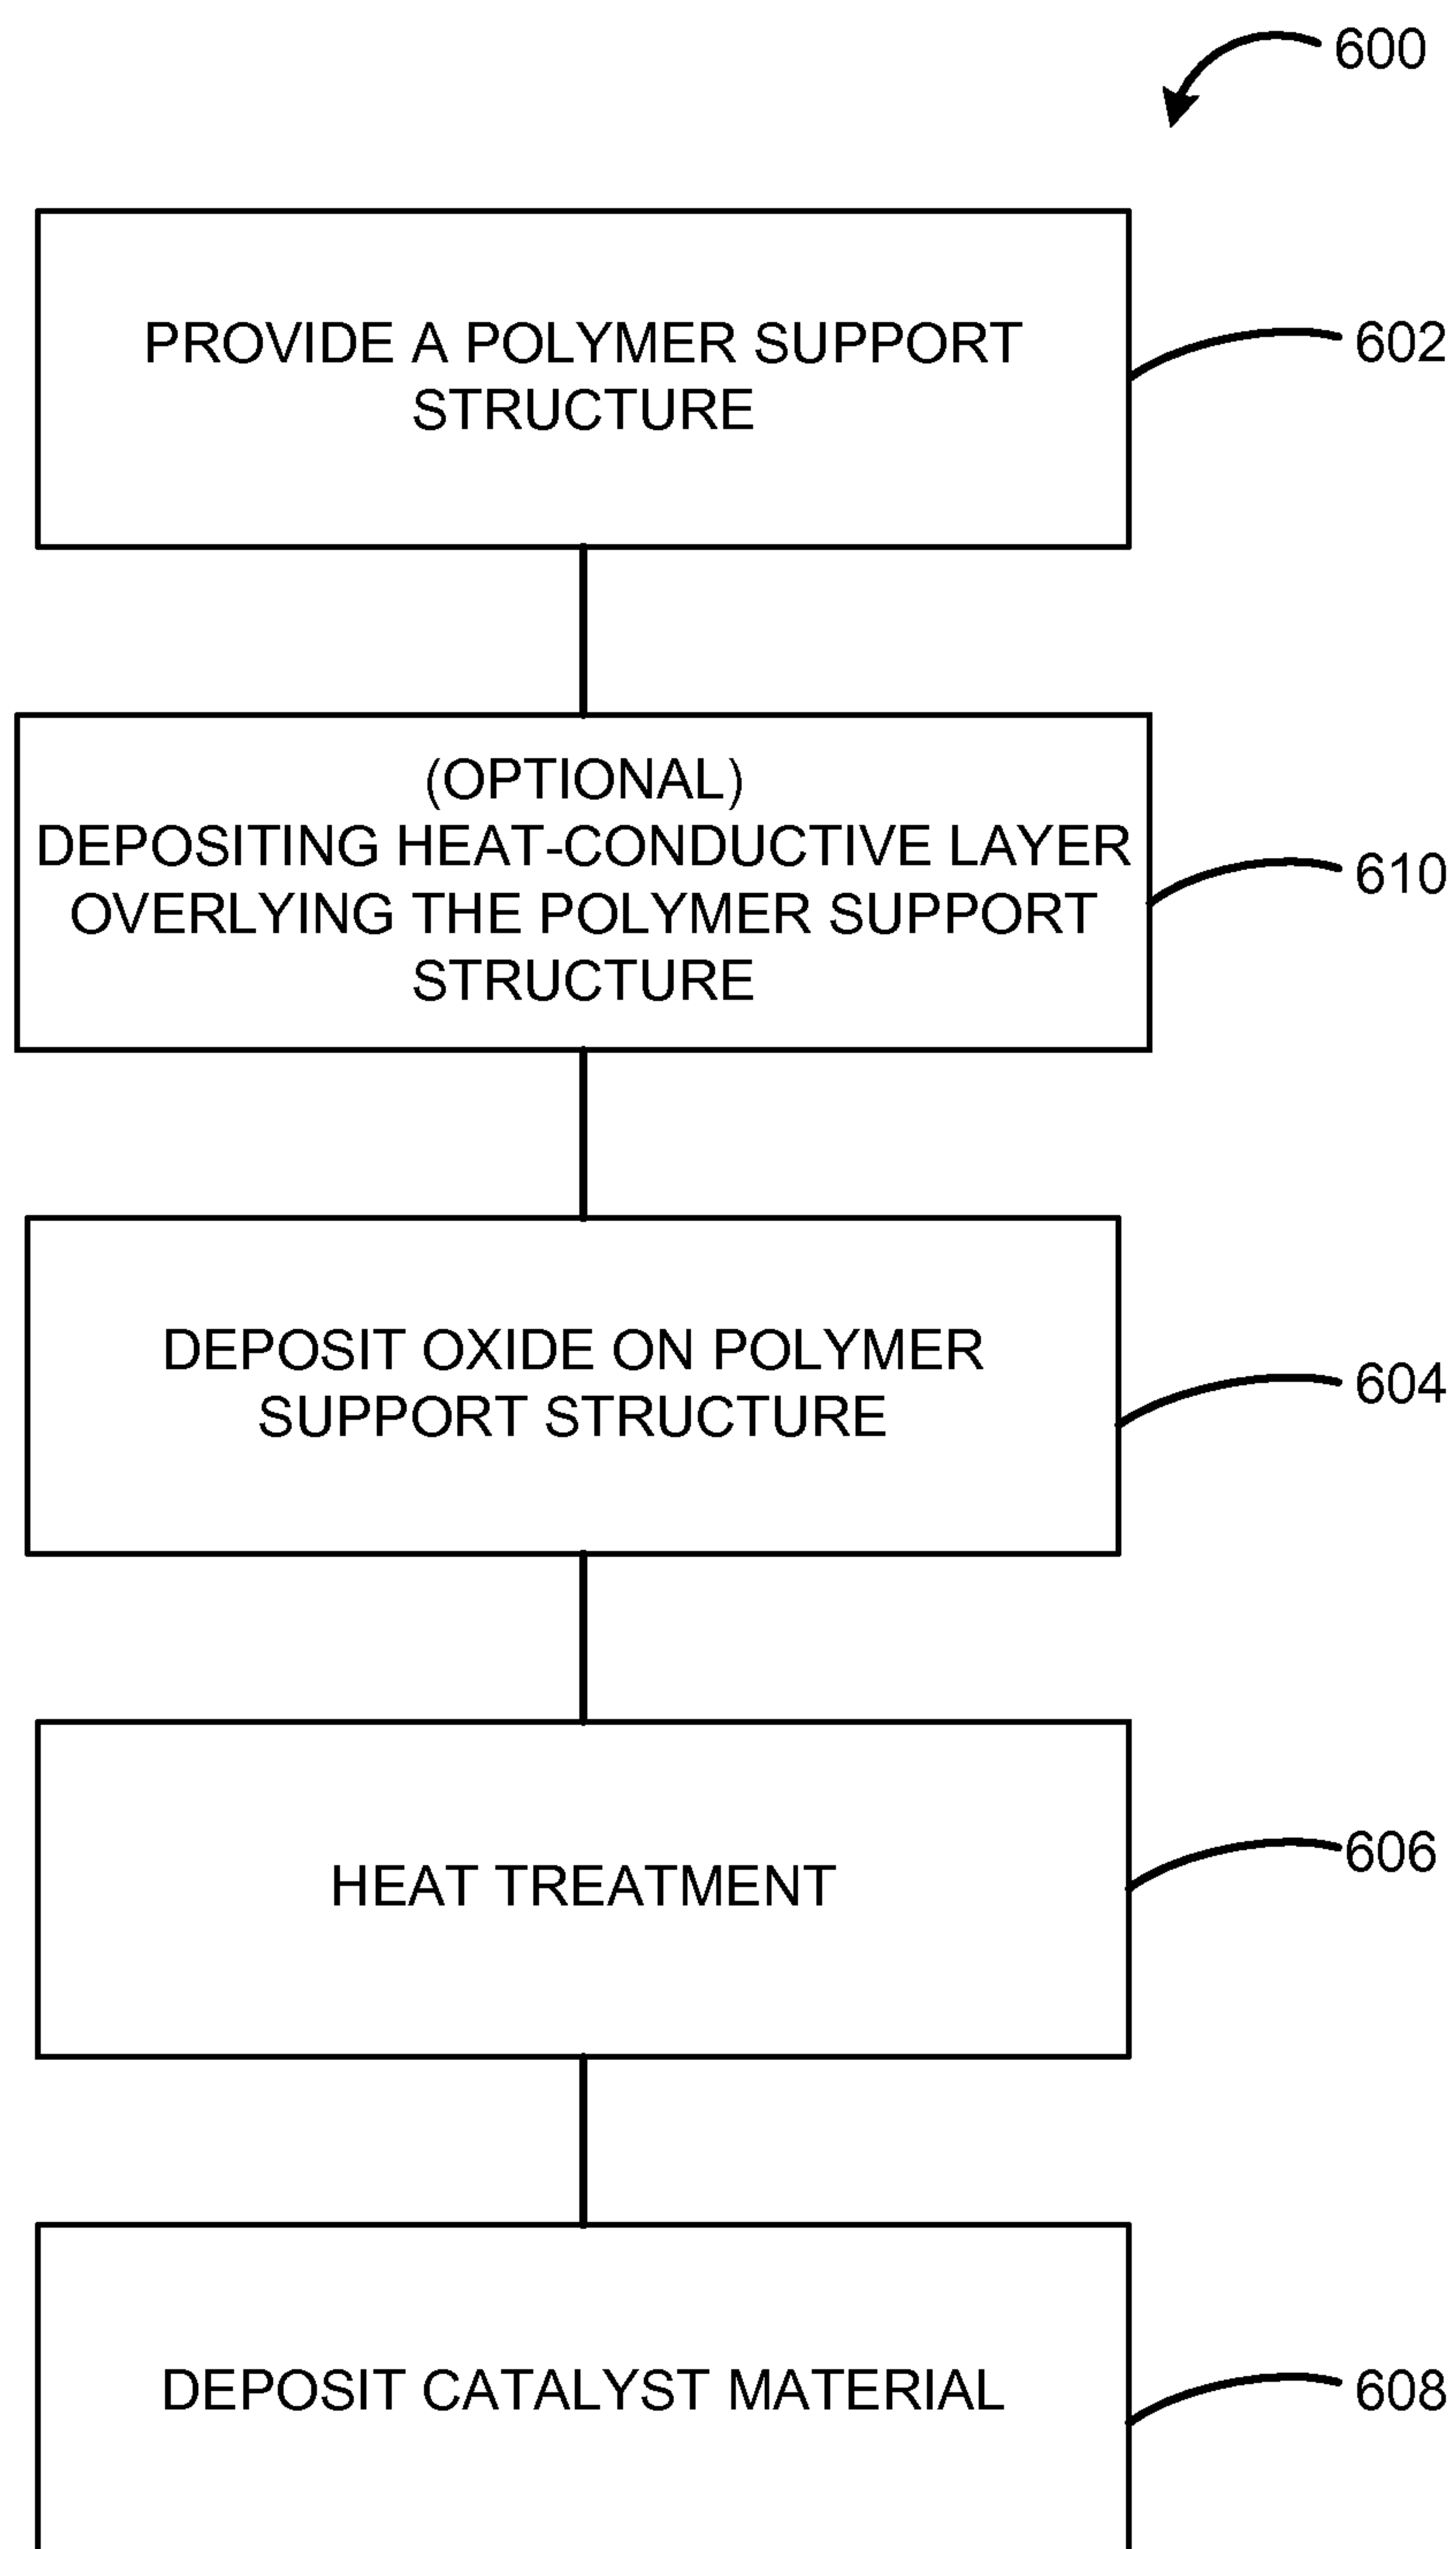 600
PROVIDE A POLYMER SUPPORT
STRUCTURE
602
(OPTIONAL)
DEPOSITING HEAT-CONDUCTIVE LAYER
OVERLYING THE POLYMER SUPPORT
STRUCTURE
610
DEPOSIT OXIDE ON POLYMER
SUPPORT STRUCTURE
604
HEAT TREATMENT
606
DEPOSIT CATALYST MATERIAL
608